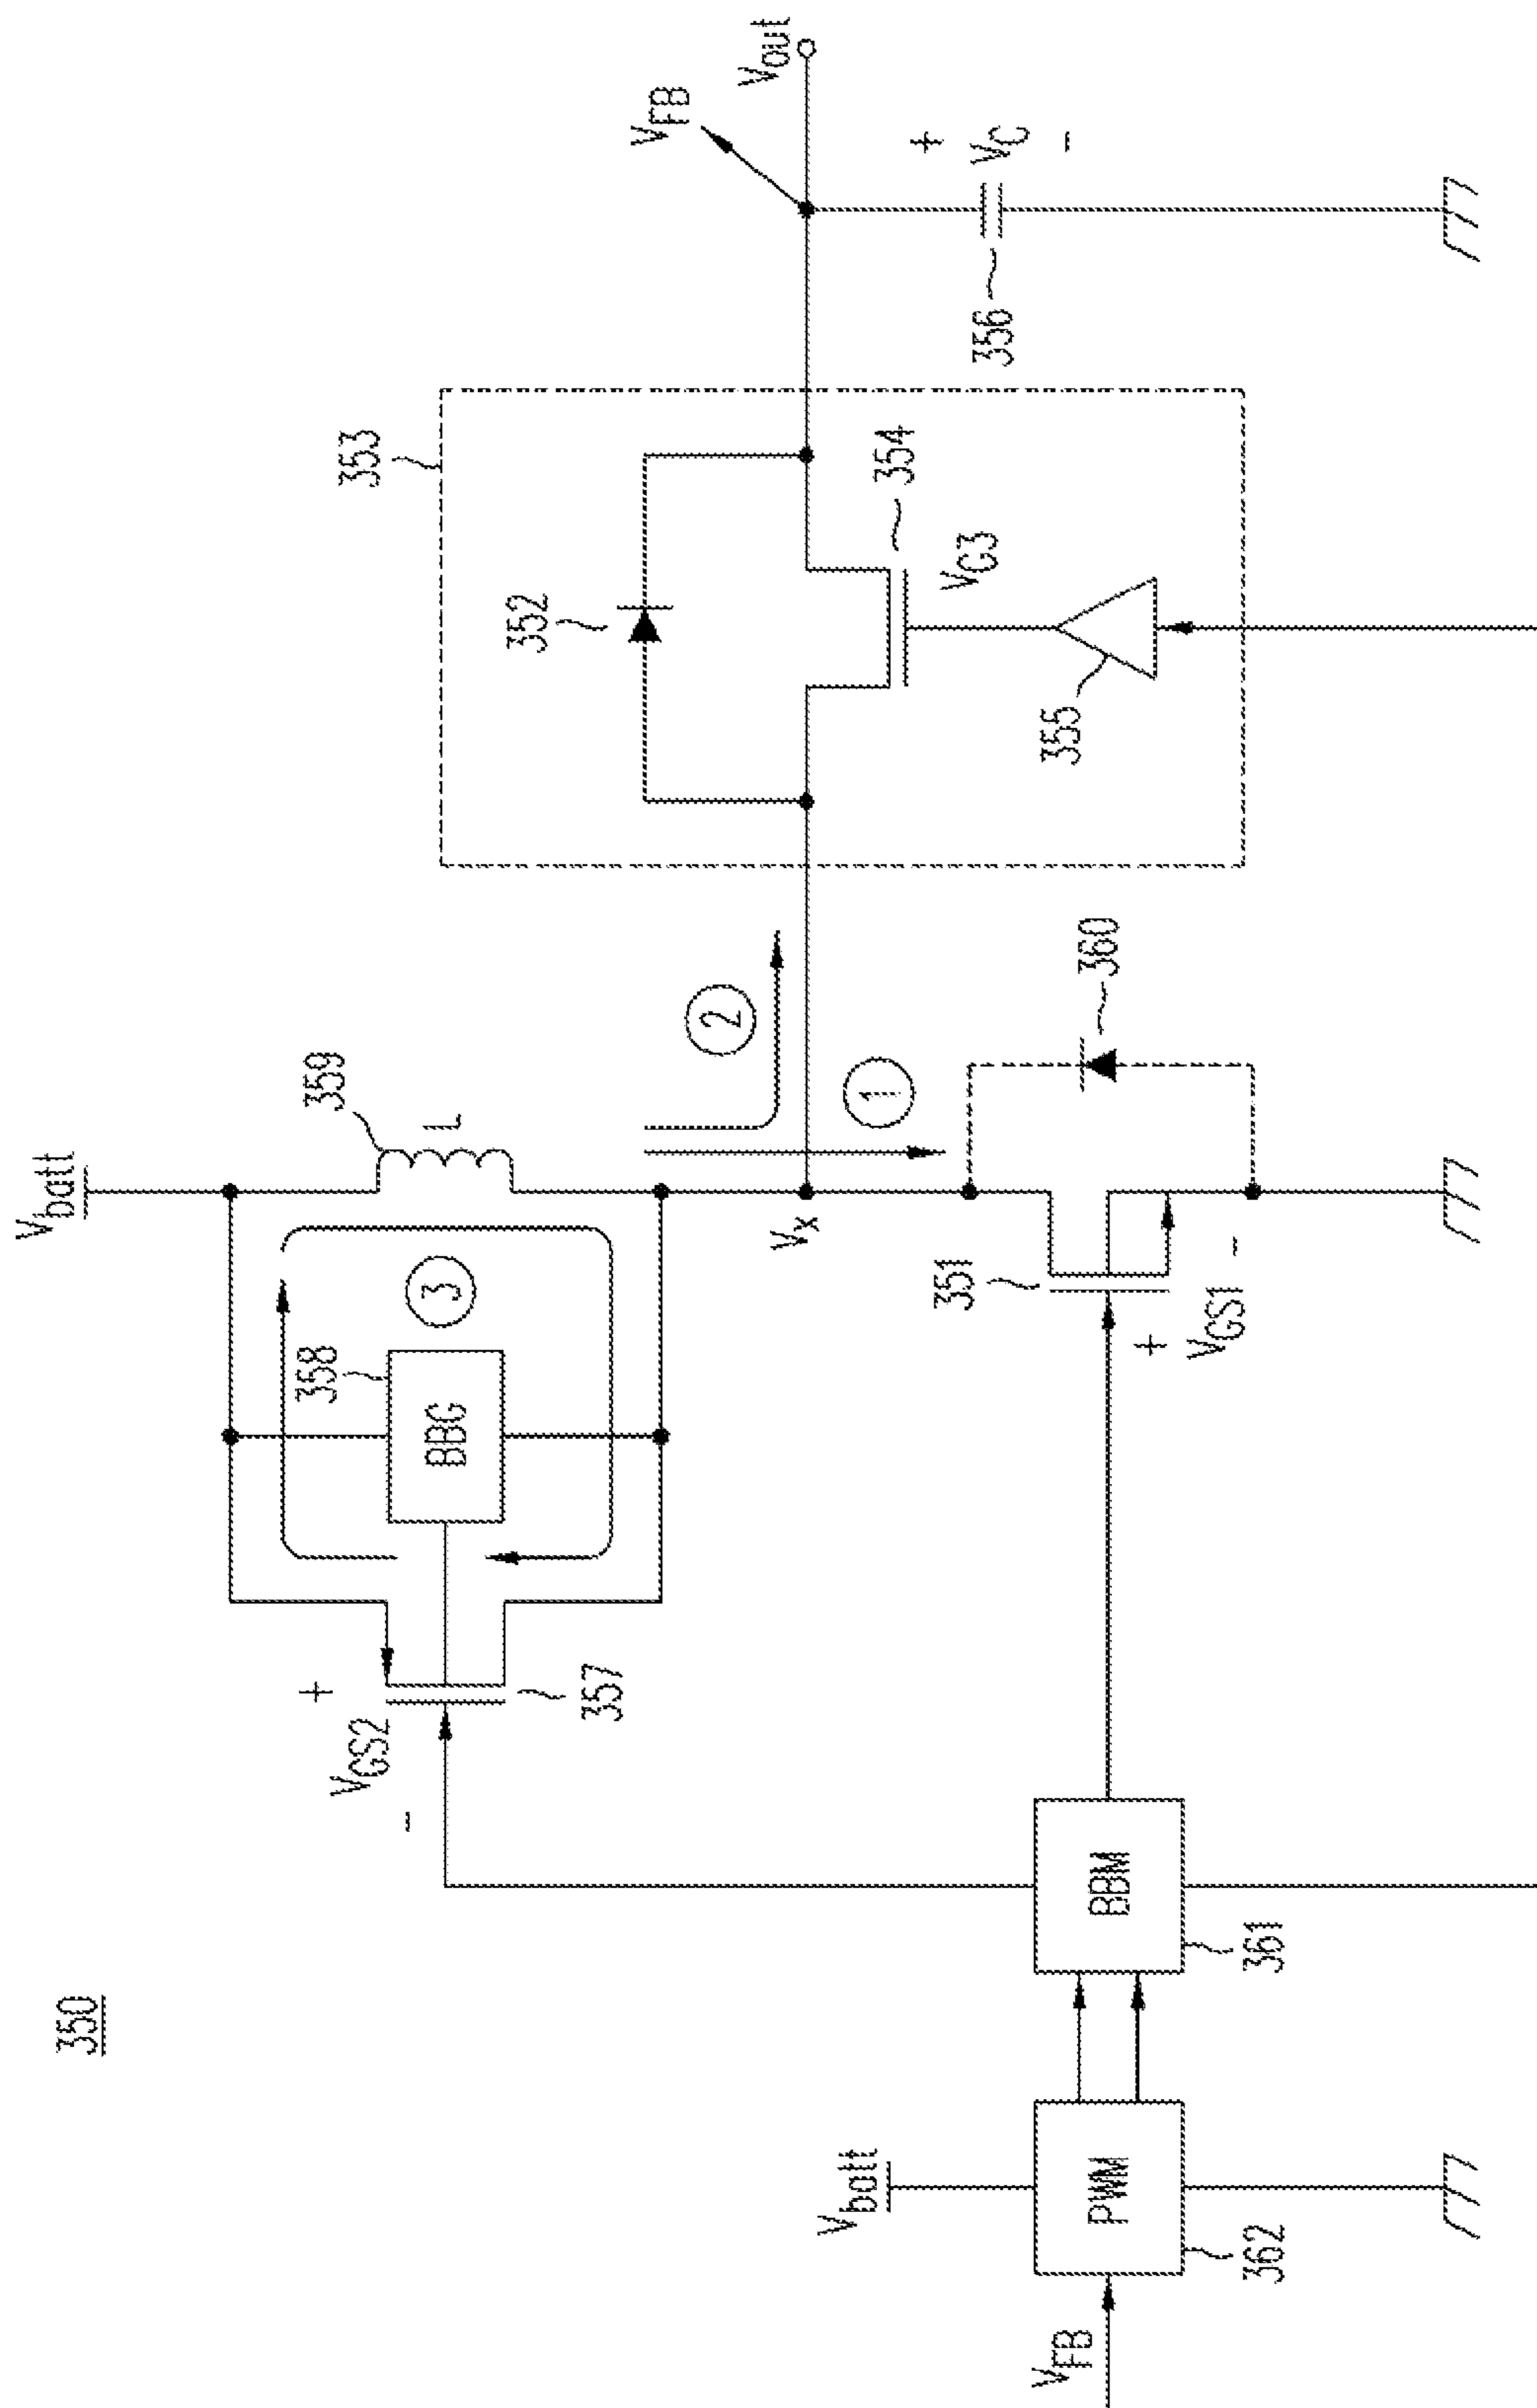 350
V_FB
PWM
362
V_batt
BBM
361
V_GS2
+
-
357
BBG
358
3
V_batt
359
L
V_x
351
+
V_GS1
-
360
1
2
353
352
354
V_G3
355
V_FB
V_out
356
+
V_C
-